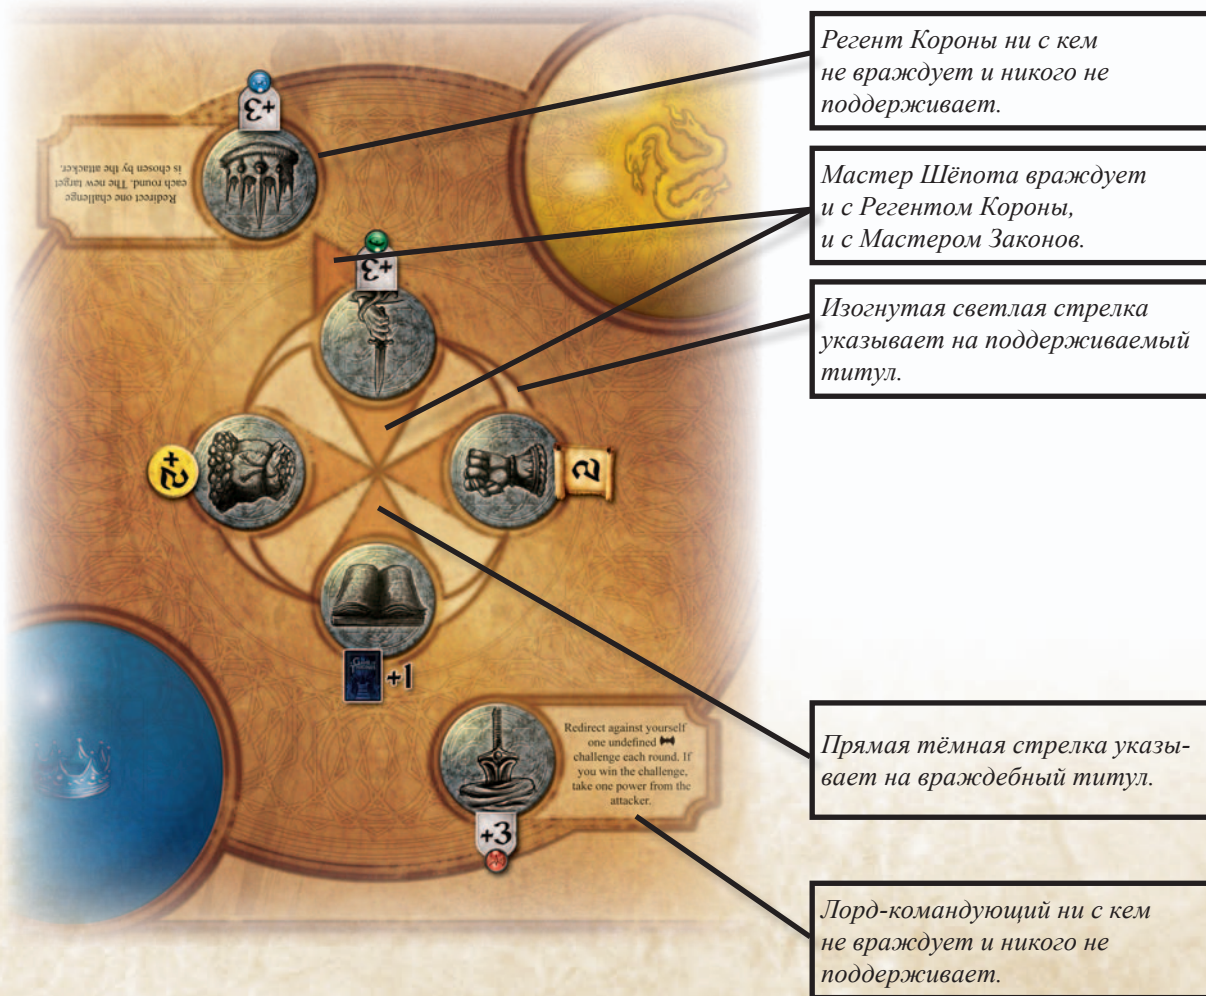 Регент Короны ни с кем
не враждует и никого не
поддерживает.
Мастер Шёпота враждует
и с Регентом Короны,
и с Мастером Законов.
Изогнутая светлая стрелка
указывает на поддерживаемый
титул.
Прямая тёмная стрелка указы-
вает на враждебный титул.
Лорд-командующий ни с кем
не враждует и никого не
поддерживает.
+3
Redirect one challenge
each round. The new target
is chosen by the attacker.
+3
+2
2
+1
Redirect against yourself
one undefined
challenge each round. If
you win the challenge,
take one power from the
attacker.
+3